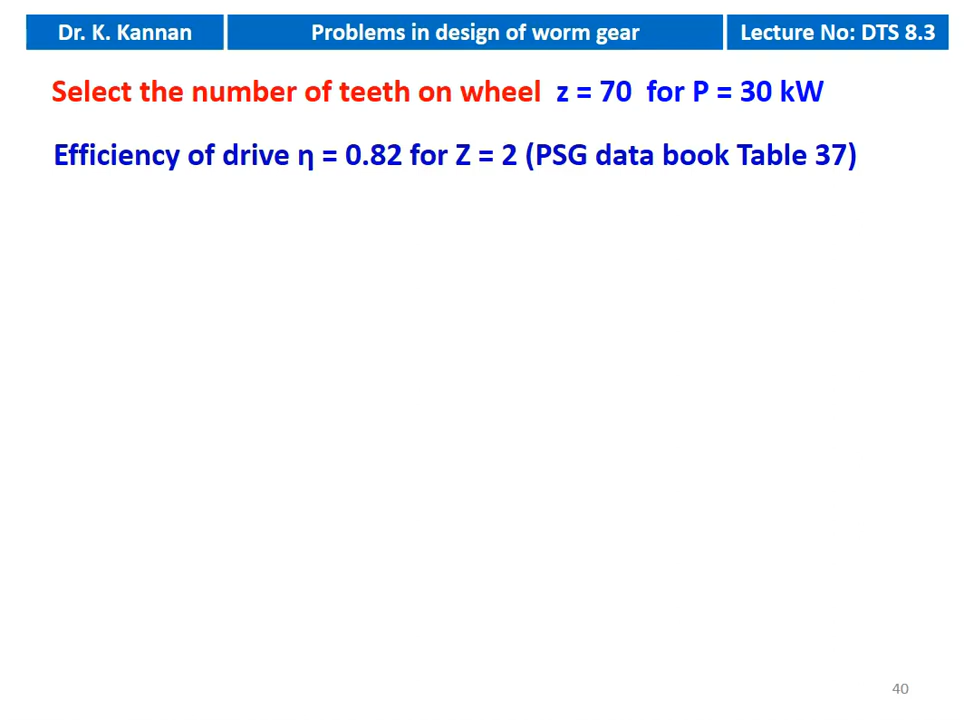 Dr. K. Kannan
Problems in design of worm gear
Lecture No: DTS 8.3
Select the number of teeth on wheel z = 70 for P = 30 kW
Efficiency of drive η = 0.82 for Z = 2 (PSG data book Table 37)
40